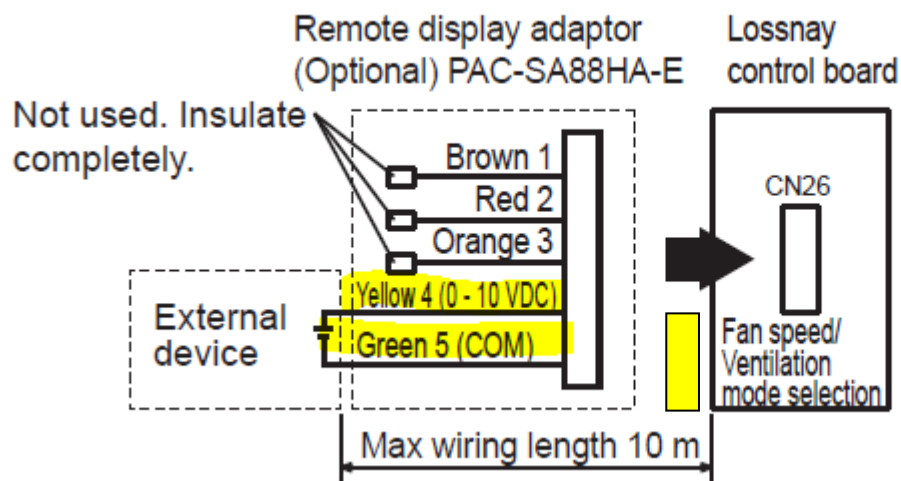 Remote display adaptor
(Optional) PAC-SA88HA-E
Lossnay
control board
Not used. Insulate
completely.
Brown 1
Red 2
Orange 3
Yellow 4 (0 - 10 VDC)
Green 5 (COM)
External
device
CN26
Fan speed/
Ventilation
mode selection
Max wiring length 10 m